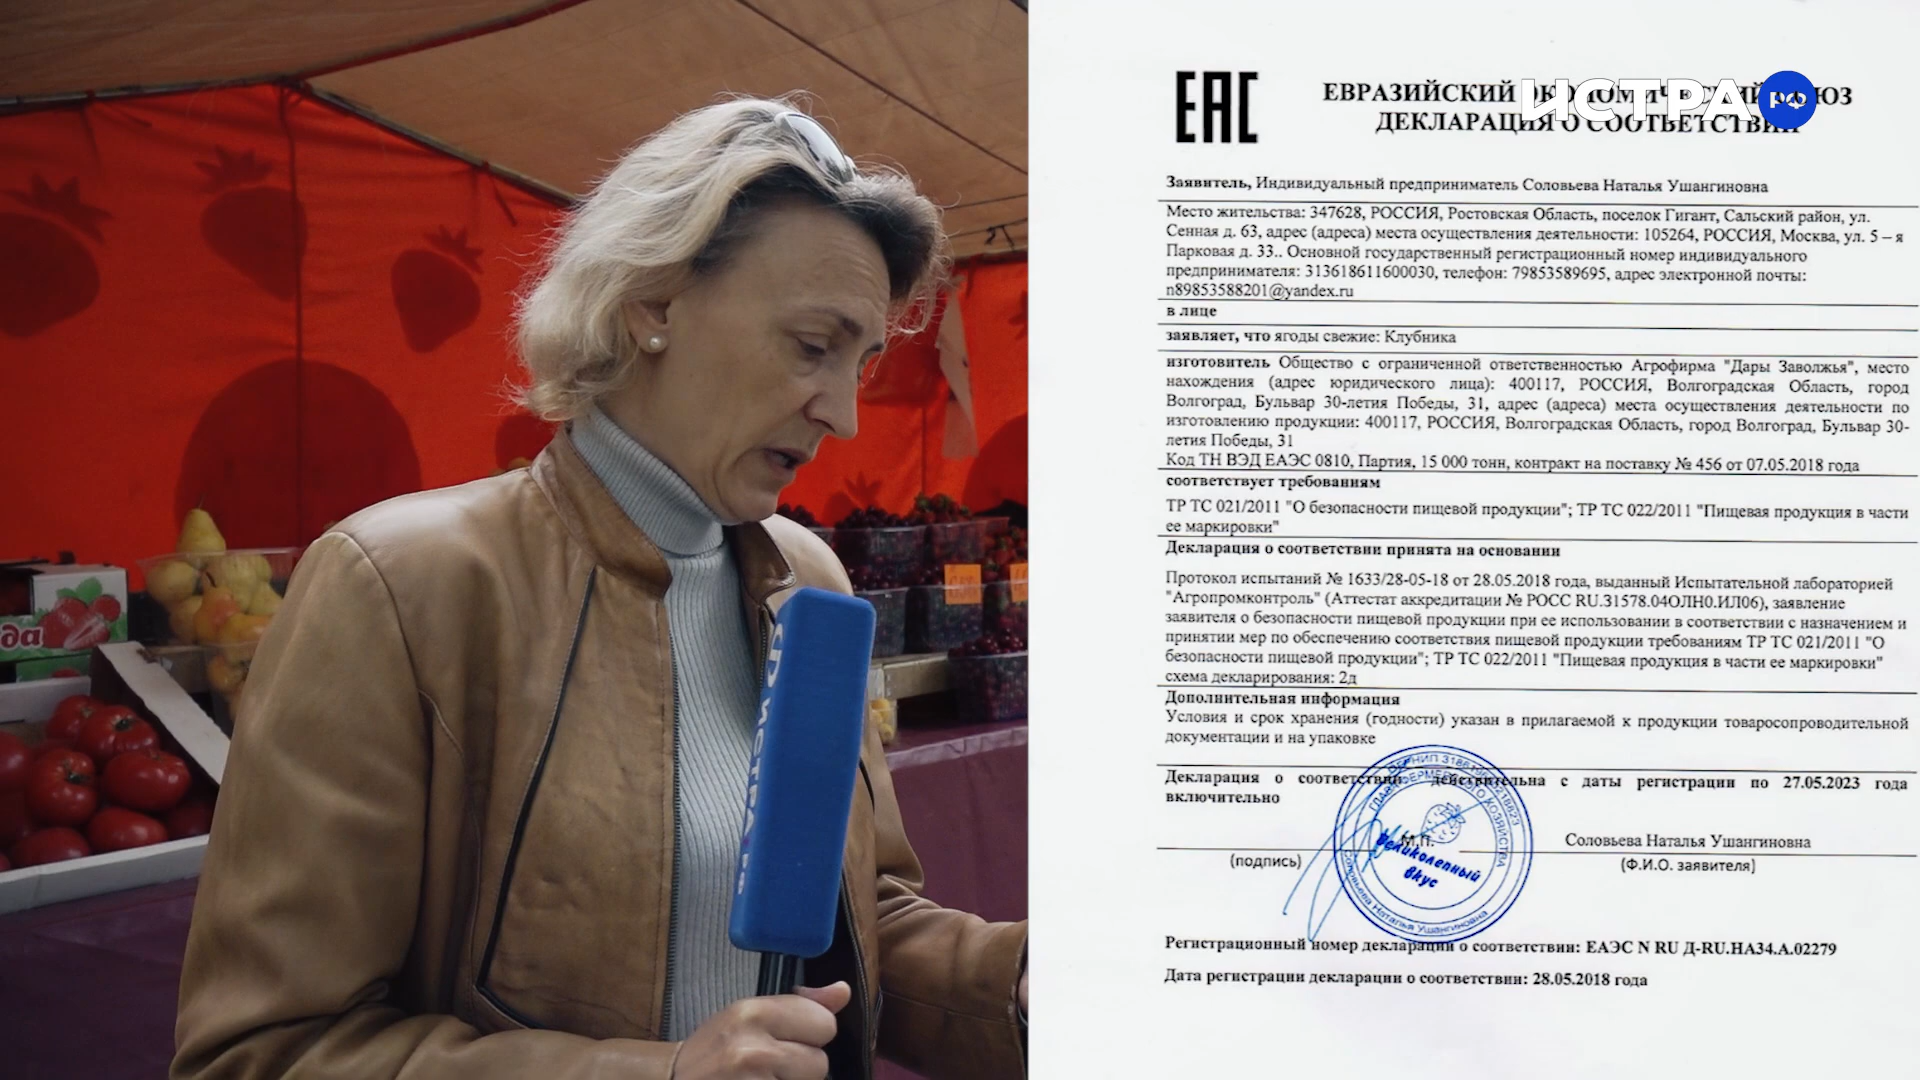 ИСТРА РФ
ЕАС
ЕВРАЗИЙСКИЙ ЭКОНОМИЧЕСКИЙ СОЮЗ
ДЕКЛАРАЦИЯ О СООТВЕТСТВИИ
Заявитель, Индивидуальный предприниматель Соловьева Наталья Ушангиновна
Место жительства: 347628, РОССИЯ, Ростовская Область, поселок Гигант, Сальский район, ул.
Сенная д. 63, адрес (адреса) места осуществления деятельности: 105264, РОССИЯ, Москва, ул. 5 – я
Парковая д. 33.. Основной государственный регистрационный номер индивидуального
предпринимателя: 313618611600030, телефон: 79853589695, адрес электронной почты:
n89853588201@yandex.ru
в лице
заявляет, что ягоды свежие: Клубника
изготовитель Общество с ограниченной ответственностью Агрофирма "Дары Заволжья", место
нахождения (адрес юридического лица): 400117, РОССИЯ, Волгоградская Область, город
Волгоград, Бульвар 30-летия Победы, 31, адрес (адреса) места осуществления деятельности по
изготовлению продукции: 400117, РОССИЯ, Волгоградская Область, город Волгоград, Бульвар 30-
летия Победы, 31
Код ТН ВЭД ЕАЭС 0810, Партия, 15 000 тонн, контракт на поставку № 456 от 07.05.2018 года
соответствует требованиям
ТР ТС 021/2011 "О безопасности пищевой продукции"; ТР ТС 022/2011 "Пищевая продукция в части
ее маркировки"
Декларация о соответствии принята на основании
Протокол испытаний № 1633/28-05-18 от 28.05.2018 года, выданный Испытательной лабораторией
"Агропромконтроль" (Аттестат аккредитации № РОСС RU.31578.04ОЛН0.ИЛ06), заявление
заявителя о безопасности пищевой продукции при ее использовании в соответствии с назначением и
принятии мер по обеспечению соответствия пищевой продукции требованиям ТР ТС 021/2011 "О
безопасности пищевой продукции"; ТР ТС 022/2011 "Пищевая продукция в части ее маркировки"
схема декларирования: 2д
Дополнительная информация
Условия и срок хранения (годности) указан в прилагаемой к продукции товаросопроводительной
документации и на упаковке
Декларация о соответствии действительна с даты регистрации по 27.05.2023 года
включительно
М.П.
Соловьева Наталья Ушангиновна
(подпись)
(Ф.И.О. заявителя)
Великолепный
вкус
Соловьева Наталья Ушангиновна
Регистрационный номер декларации о соответствии: ЕАЭС N RU Д-RU.НА34.А.02279
Дата регистрации декларации о соответствии: 28.05.2018 года
истра.рф